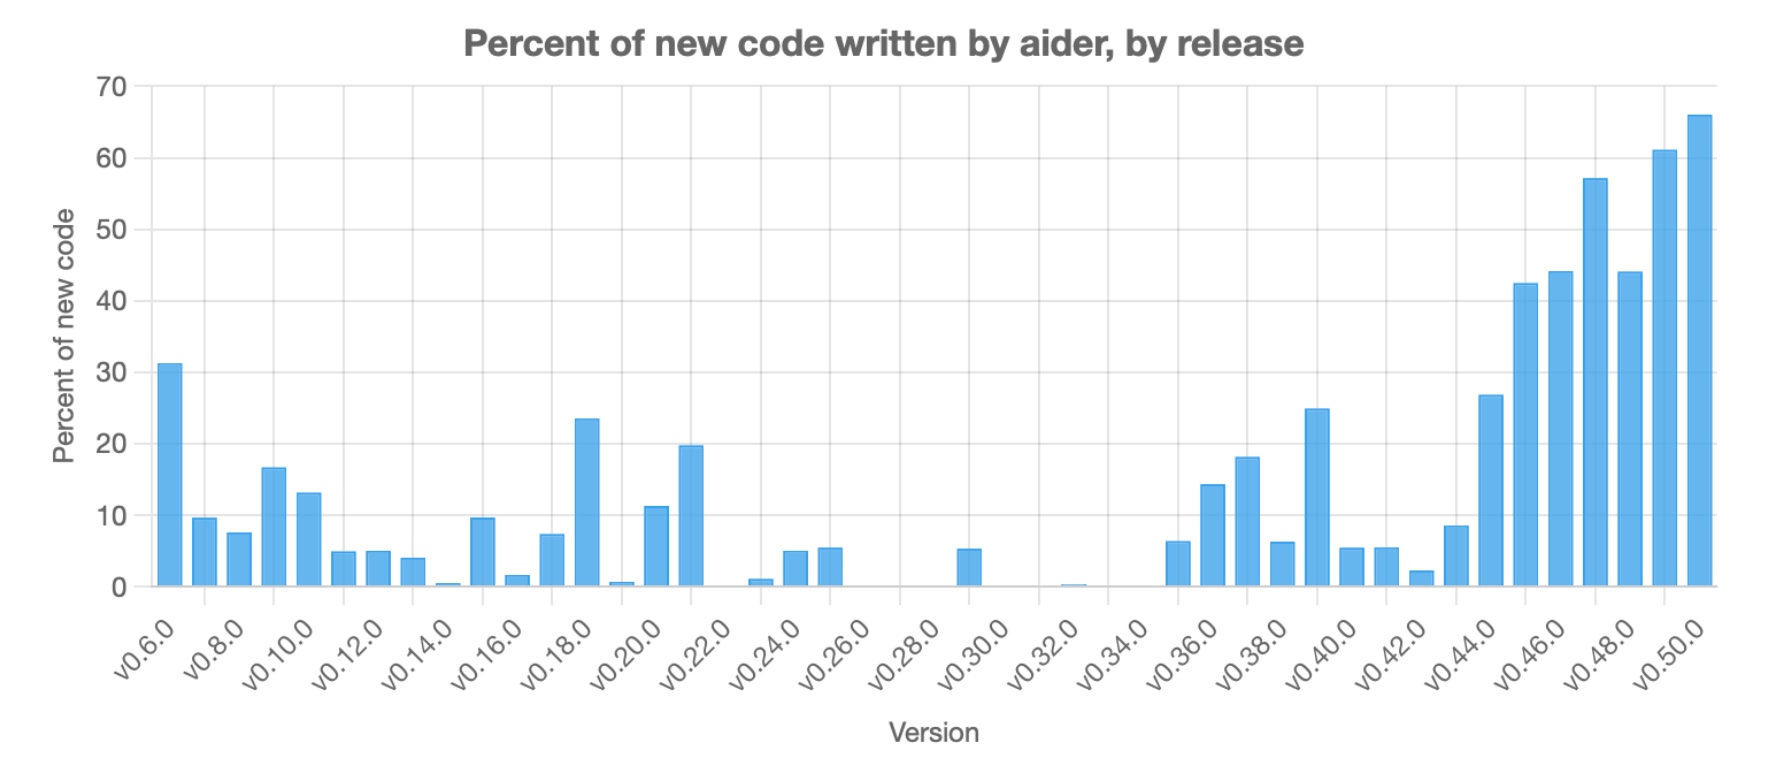 Percent of new code written by aider, by release
70
60
50
40
30
20
10
0
Percent of new code
v0.6.0
v0.8.0
v0.10.0
v0.12.0
v0.14.0
v0.16.0
v0.18.0
v0.20.0
v0.22.0
v0.24.0
v0.26.0
v0.28.0
v0.30.0
v0.32.0
v0.34.0
v0.36.0
v0.38.0
v0.40.0
v0.42.0
v0.44.0
v0.46.0
v0.48.0
v0.50.0
Version